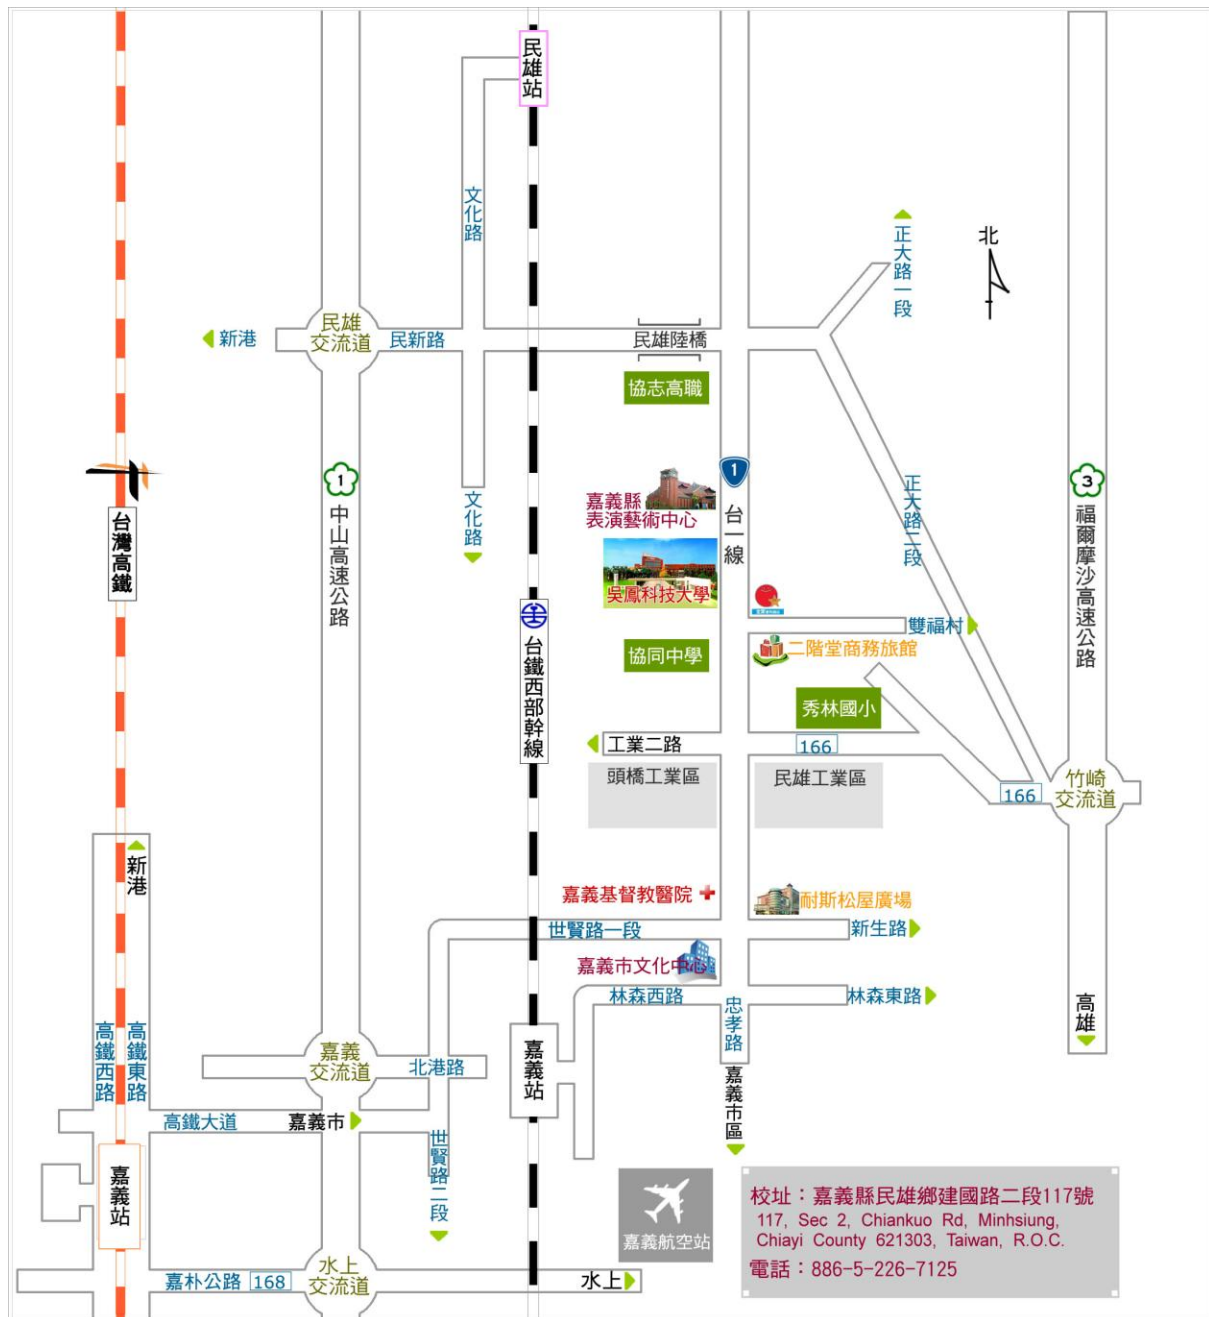 民雄站
文化路
正大路一段
北
新港
民雄
交流道
民新路
民雄陸橋
協志高職
1
1
3
嘉義縣
表演藝術中心
台一線
正大路二段
文化路
台灣高鐵
中山高速公路
福爾摩沙高速公路
吳鳳科技大學
雙福村
台鐵西部幹線
協同中學
二階堂商務旅館
秀林國小
工業二路
166
頭橋工業區
民雄工業區
166
竹崎
交流道
新港
嘉義基督教醫院
耐斯松屋廣場
世賢路一段
新生路
嘉義市文化中心
林森西路
忠孝路
林森東路
高雄
高鐵西路
高鐵東路
嘉義
交流道
北港路
嘉義站
嘉義市區
高鐵大道
嘉義市
世賢路二段
嘉義站
嘉義航空站
校址：嘉義縣民雄鄉建國路二段117號
117, Sec 2, Chiankuo Rd, Minhsiung,
Chiayi County 621303, Taiwan, R.O.C.
電話：886-5-226-7125
嘉朴公路
168
水上
交流道
水上